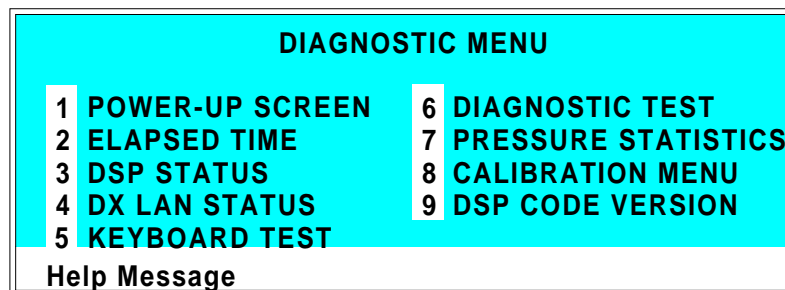 DIAGNOSTIC MENU
1 POWER-UP SCREEN
2 ELAPSED TIME
3 DSP STATUS
4 DX LAN STATUS
5 KEYBOARD TEST
6 DIAGNOSTIC TEST
7 PRESSURE STATISTICS
8 CALIBRATION MENU
9 DSP CODE VERSION
Help Message